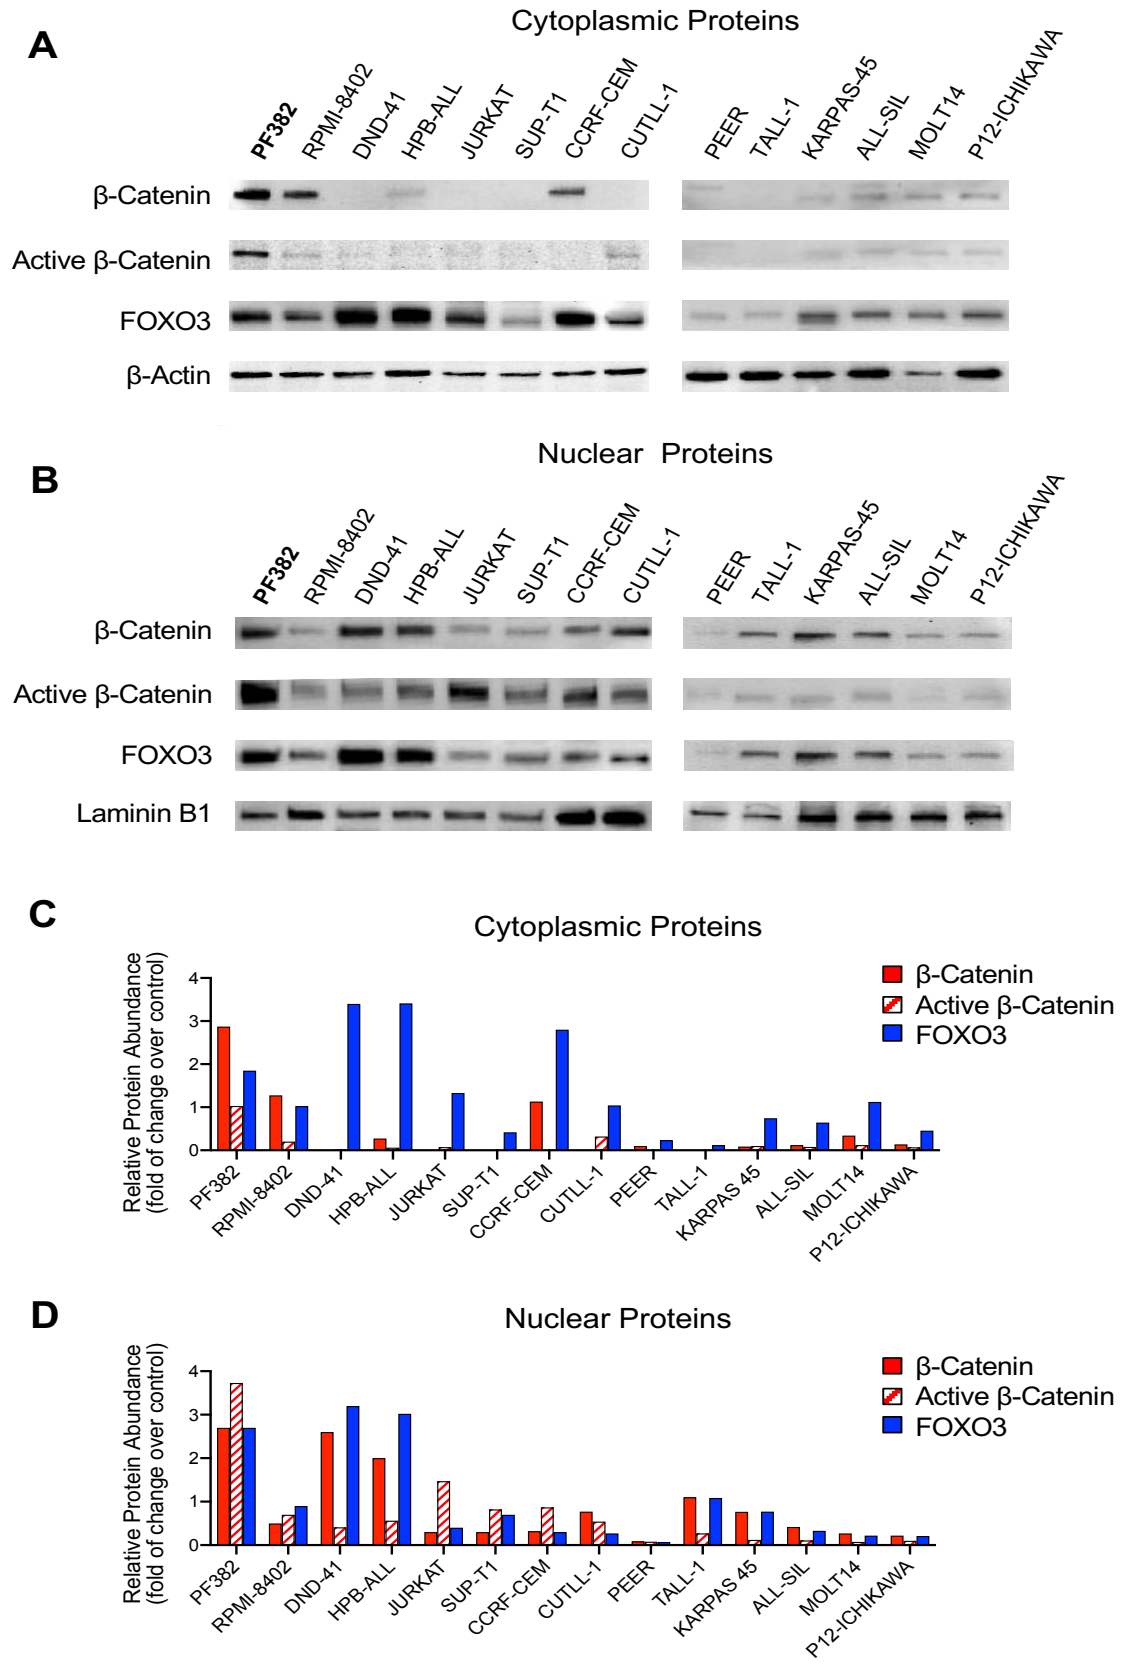 A
Cytoplasmic Proteins
PF382
RPMI-8402
DND-41
HPB-ALL
JURKAT
SUP-T1
CCRF-CEM
CUTLL-1
PEER
TALL-1
KARPAS-45
ALL-SIL
MOLT14
P12-ICHIKAWA
β-Catenin
Active β-Catenin
FOXO3
β-Actin
B
Nuclear Proteins
PF382
RPMI-8402
DND-41
HPB-ALL
JURKAT
SUP-T1
CCRF-CEM
CUTLL-1
PEER
TALL-1
KARPAS-45
ALL-SIL
MOLT14
P12-ICHIKAWA
β-Catenin
Active β-Catenin
FOXO3
Laminin B1
C
Cytoplasmic Proteins
Relative Protein Abundance
(fold of change over control)
4
3
2
1
0
β-Catenin
Active β-Catenin
FOXO3
PF382
RPMI-8402
DND-41
HPB-ALL
JURKAT
SUP-T1
CCRF-CEM
CUTLL-1
PEER
TALL-1
KARPAS 45
ALL-SIL
MOLT14
P12-ICHIKAWA
D
Nuclear Proteins
Relative Protein Abundance
(fold of change over control)
4
3
2
1
0
β-Catenin
Active β-Catenin
FOXO3
PF382
RPMI-8402
DND-41
HPB-ALL
JURKAT
SUP-T1
CCRF-CEM
CUTLL-1
PEER
TALL-1
KARPAS 45
ALL-SIL
MOLT14
P12-ICHIKAWA